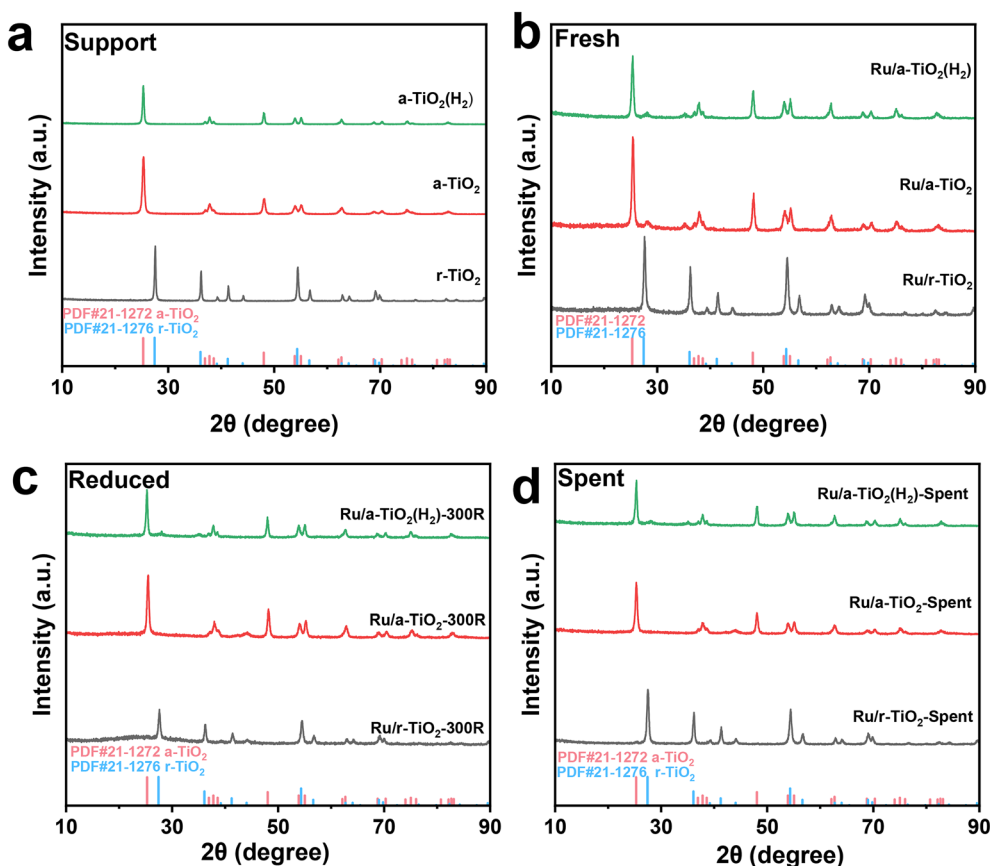 a
Support
a-TiO₂(H₂)
a-TiO₂
r-TiO₂
PDF#21-1272 a-TiO₂
PDF#21-1276 r-TiO₂
Intensity (a.u.)
10 30 50 70 90
2θ (degree)
b
Fresh
Ru/a-TiO₂(H₂)
Ru/a-TiO₂
Ru/r-TiO₂
PDF#21-1272
PDF#21-1276
Intensity (a.u.)
10 30 50 70 90
2θ (degree)
c
Reduced
Ru/a-TiO₂(H₂)-300R
Ru/a-TiO₂-300R
Ru/r-TiO₂-300R
PDF#21-1272 a-TiO₂
PDF#21-1276 r-TiO₂
Intensity (a.u.)
10 30 50 70 90
2θ (degree)
d
Spent
Ru/a-TiO₂(H₂)-Spent
Ru/a-TiO₂-Spent
Ru/r-TiO₂-Spent
PDF#21-1272 a-TiO₂
PDF#21-1276 r-TiO₂
Intensity (a.u.)
10 30 50 70 90
2θ (degree)